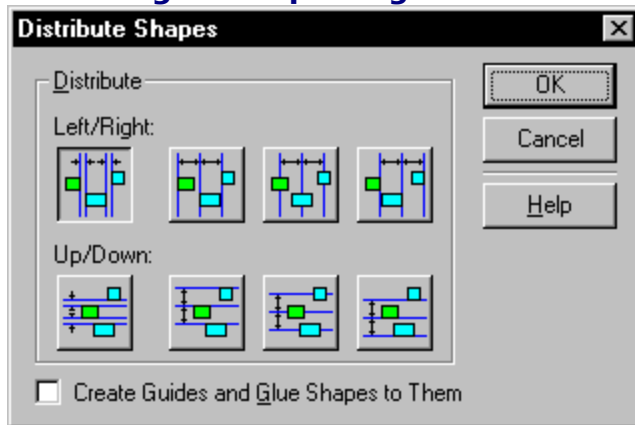 Distribute Shapes
Distribute
OK
Left/Right:
Cancel
Help
Up/Down:
Create Guides and Glue Shapes to Them